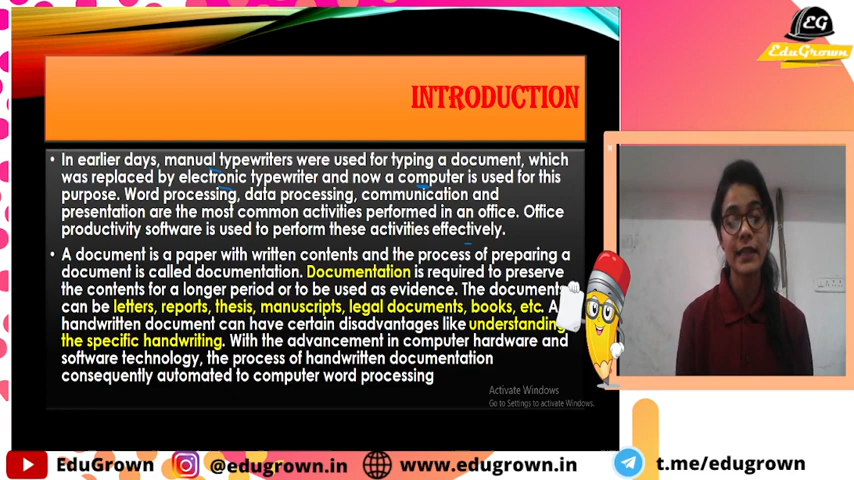 EG
EduGrown
INTRODUCTION
• In earlier days, manual typewriters were used for typing a document, which
was replaced by electronic typewriter and now a computer is used for this
purpose. Word processing, data processing, communication and
presentation are the most common activities performed in an office. Office
productivity software is used to perform these activities effectively.
• A document is a paper with written contents and the process of preparing a
document is called documentation. Documentation is required to preserve
the contents for a longer period or to be used as evidence. The documents
can be letters, reports, thesis, manuscripts, legal documents, books, etc. A
handwritten document can have certain disadvantages like understanding
the specific handwriting. With the advancement in computer hardware and
software technology, the process of handwritten documentation
consequently automated to computer word processing
Activate Windows
Go to Settings to activate Windows.
EduGrown
@edugrown.in
www.edugrown.in
t.me/edugrown